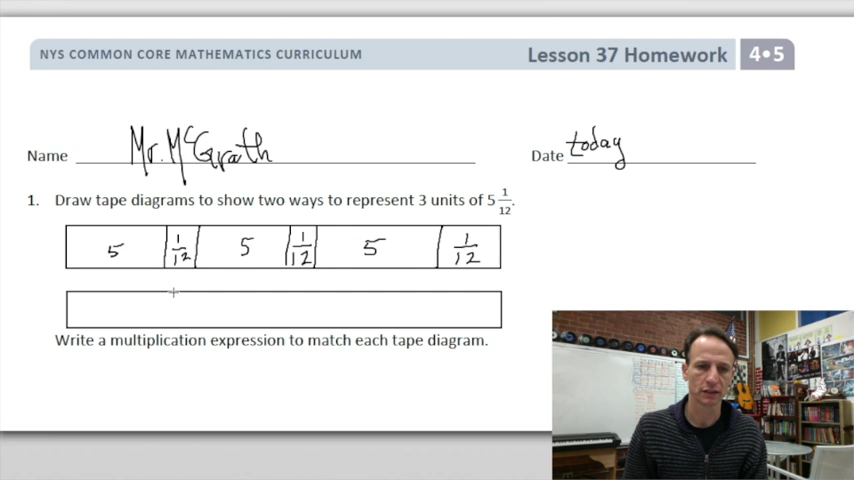 NYS COMMON CORE MATHEMATICS CURRICULUM Lesson 37 Homework 4•5
Name Mr. McGrath Date today
1. Draw tape diagrams to show two ways to represent 3 units of 5 1/12.
5 1/12 5 1/12 5 1/12
Write a multiplication expression to match each tape diagram.